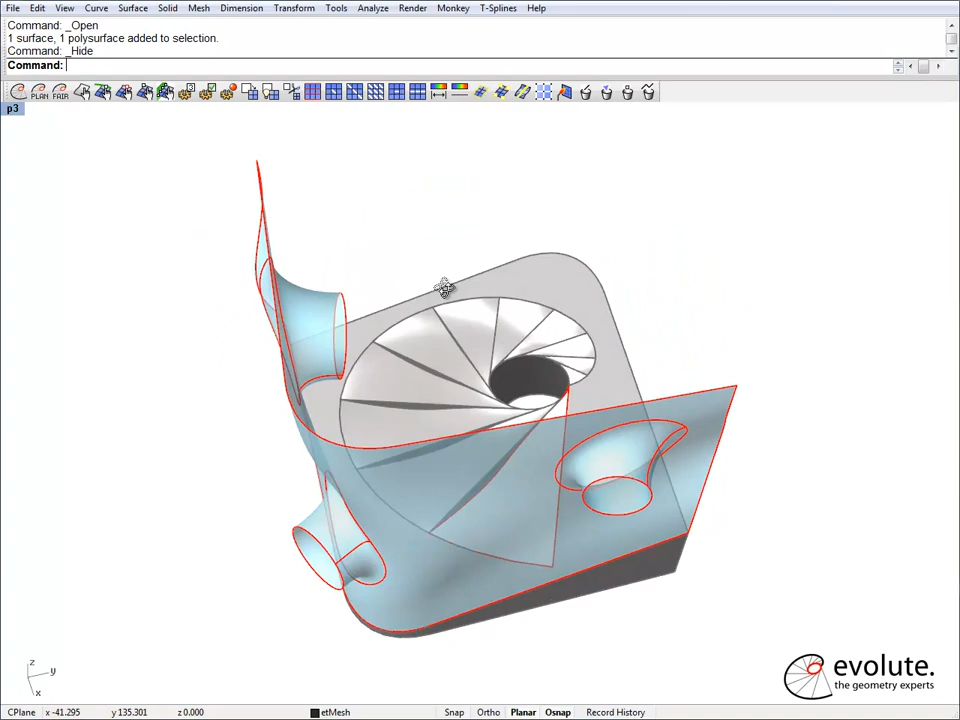 File Edit View Curve Surface Solid Mesh Dimension Transform Tools Analyze Render Monkey T-Splines Help
Command: _Open
1 surface, 1 polysurface added to selection.
Command: _Hide
Command:
PLAN FAIR
p3
z
y
x
evolute.
the geometry experts
CPlane x -41.295 y 135.301 z 0.000 etMesh Snap Ortho Planar Osnap Record History